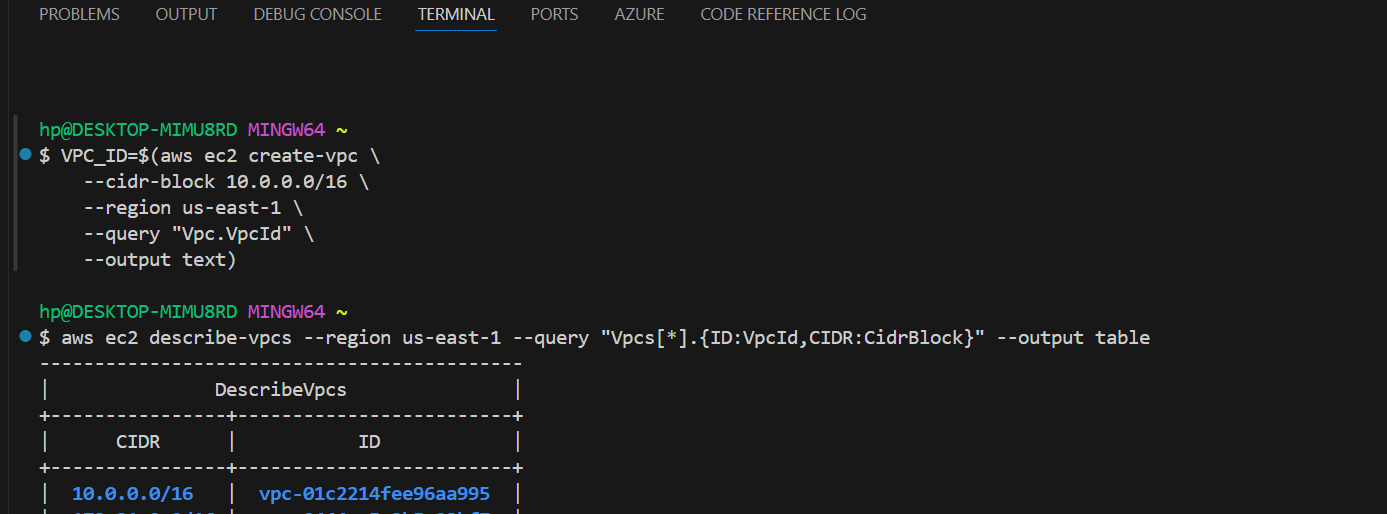 PROBLEMS OUTPUT DEBUG CONSOLE TERMINAL PORTS AZURE CODE REFERENCE LOG
hp@DESKTOP-MIMU8RD MINGW64 ~
$ VPC_ID=$(aws ec2 create-vpc \
--cidr-block 10.0.0.0/16 \
--region us-east-1 \
--query "Vpc.VpcId" \
--output text)
hp@DESKTOP-MIMU8RD MINGW64 ~
$ aws ec2 describe-vpcs --region us-east-1 --query "Vpcs[*].{ID:VpcId,CIDR:CidrBlock}" --output table
--------------------------------------------
| DescribeVpcs |
+----------------+-------------------------+
| CIDR | ID |
+----------------+-------------------------+
| 10.0.0.0/16 | vpc-01c2214fee96aa995 |